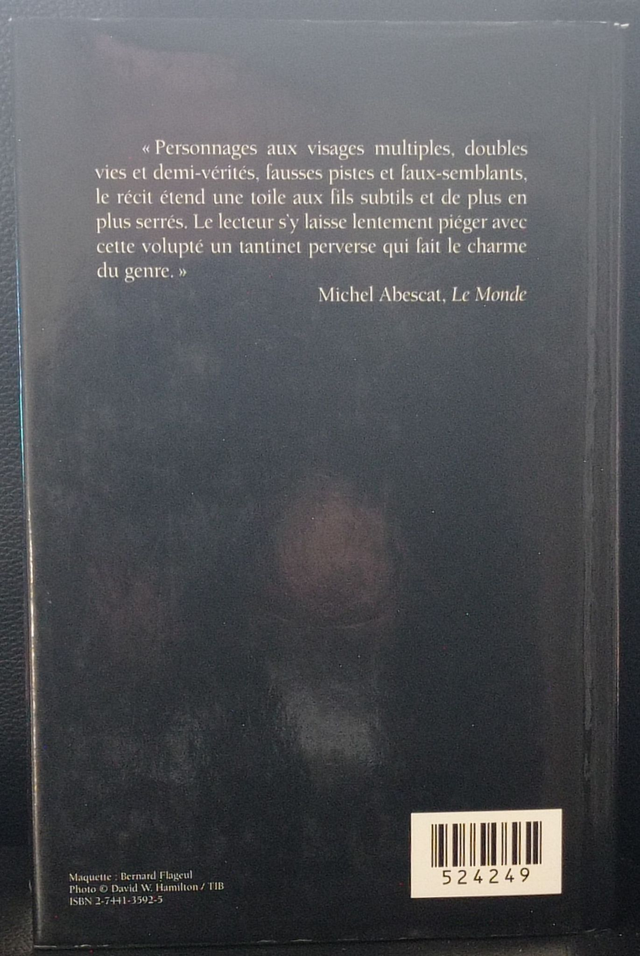 « Personnages aux visages multiples, doubles
vies et demi-vérités, fausses pistes et faux-semblants,
le récit étend une toile aux fils subtils et de plus en
plus serrés. Le lecteur s'y laisse lentement piéger avec
cette volupté un tantinet perverse qui fait le charme
du genre. »
Michel Abescat, Le Monde
Maquette : Bernard Flageul
Photo © David W. Hamilton / TIB
ISBN 2-7441-3592-5
524249